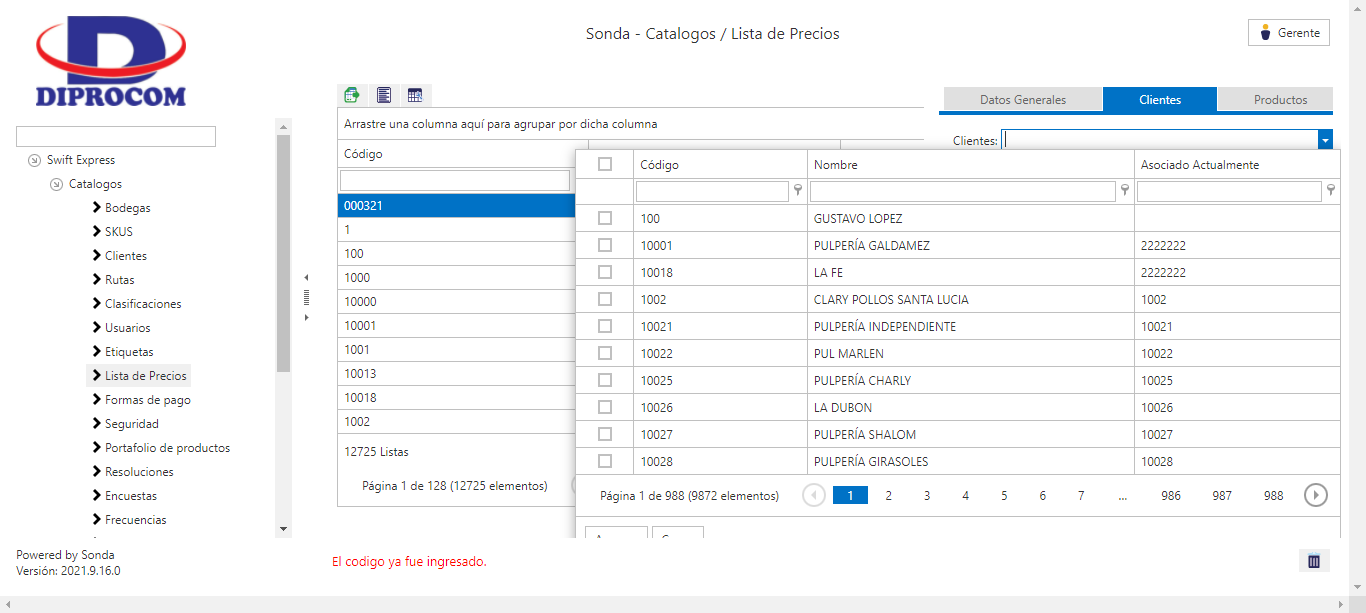 DIPROCOM
Sonda - Catalogos / Lista de Precios
Gerente
Swift Express
Catalogos
Bodegas
SKUS
Clientes
Rutas
Clasificaciones
Usuarios
Etiquetas
Lista de Precios
Formas de pago
Seguridad
Portafolio de productos
Resoluciones
Encuestas
Frecuencias
Powered by Sonda
Versión: 2021.9.16.0
Arrastre una columna aquí para agrupar por dicha columna
Código
000321
1
100
1000
10000
10001
1001
10013
10018
1002
12725 Listas
Página 1 de 128 (12725 elementos)
Datos Generales Clientes Productos
Clientes:
Código Nombre Asociado Actualmente
100 GUSTAVO LOPEZ
10001 PULPERÍA GALDAMEZ 2222222
10018 LA FE 2222222
1002 CLARY POLLOS SANTA LUCIA 1002
10021 PULPERÍA INDEPENDIENTE 10021
10022 PUL MARLEN 10022
10025 PULPERÍA CHARLY 10025
10026 LA DUBON 10026
10027 PULPERÍA SHALOM 10027
10028 PULPERÍA GIRASOLES 10028
Página 1 de 988 (9872 elementos) 1 2 3 4 5 6 7 ... 986 987 988
El codigo ya fue ingresado.